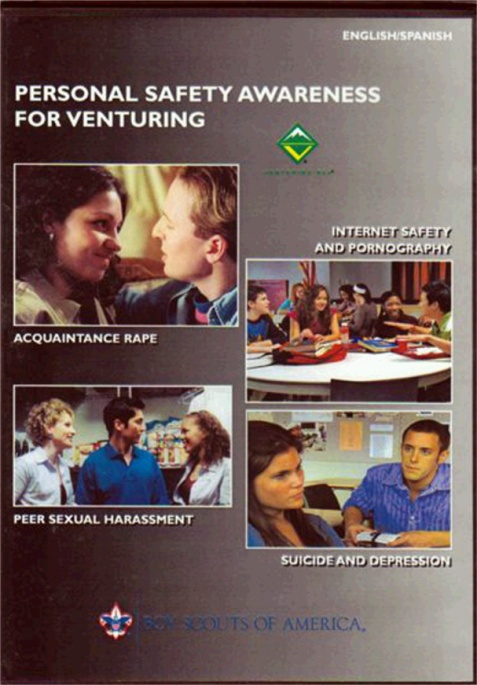 ENGLISH/SPANISH
PERSONAL SAFETY AWARENESS
FOR VENTURING
INTERNET SAFETY
AND PORNOGRAPHY
ACQUAINTANCE RAPE
PEER SEXUAL HARASSMENT
SUICIDE AND DEPRESSION
BOY SCOUTS OF AMERICA®